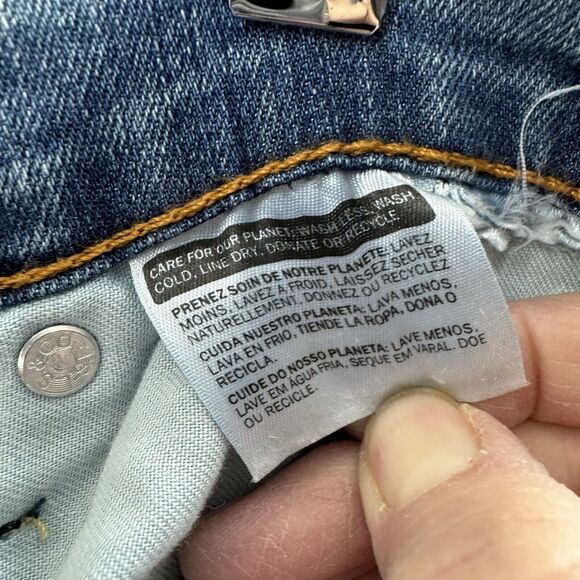 CARE FOR OUR PLANET: WASH LESS, WASH
COLD, LINE DRY, DONATE OR RECYCLE
PRENEZ SOIN DE NOTRE PLANÈTE: LAVEZ
MOINS, LAVEZ A FROID, LAISSEZ SÉCHER
NATURELLEMENT. DONNEZ OU RECYCLEZ
CUIDA NUESTRO PLANETA: LAVA MENOS,
LAVA EN FRIO, TIENDE LA ROPA, DONA O
RECICLA.
CUIDE DO NOSSO PLANETA: LAVE MENOS,
LAVE EM ÁGUA FRIA, SEQUE EM VARAL. DOE
OU RECICLE.